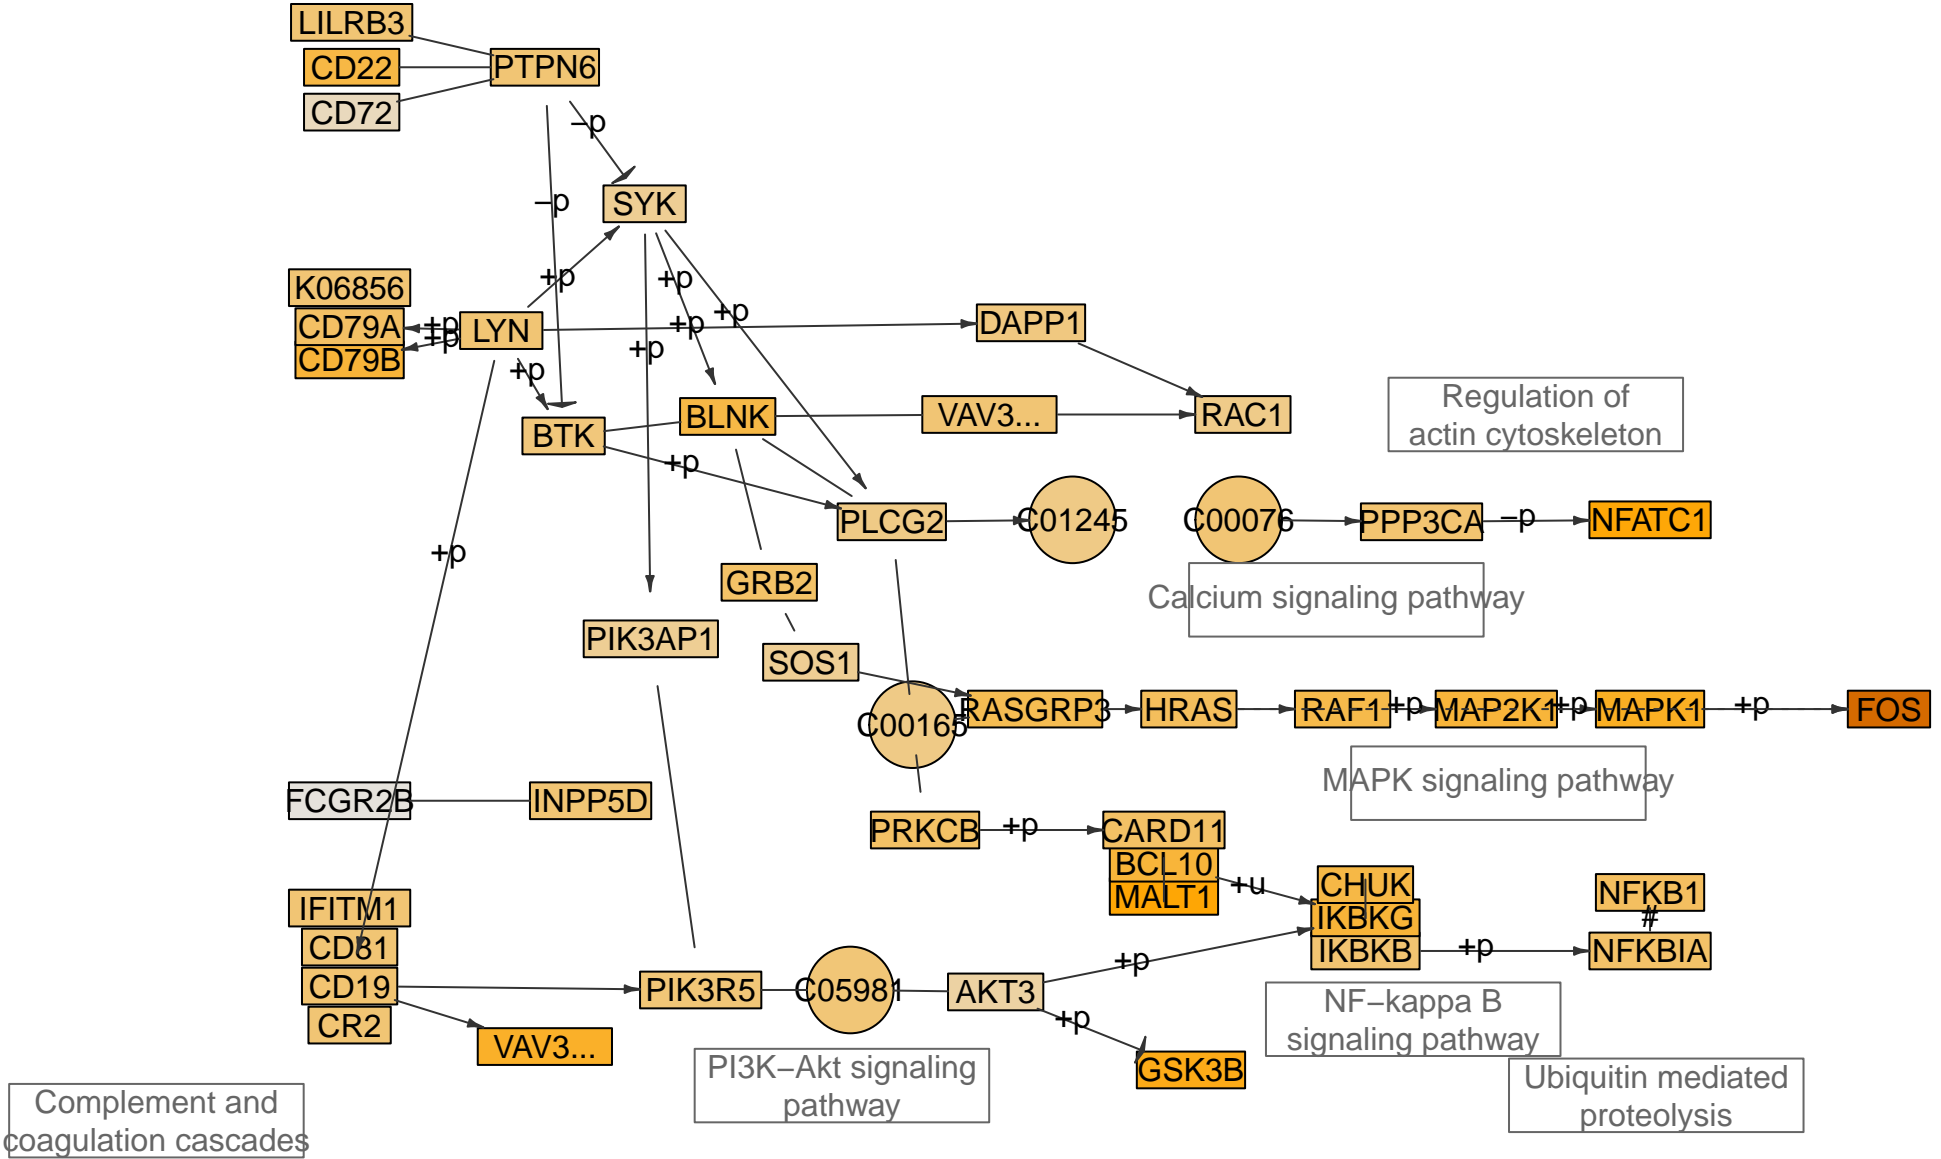 LILRB3
CD22
PTPN6
CD72
–p
SYK
–p
+p
+p
K06856
CD79A
+p
LYN
+p
+p
DAPP1
CD79B
+p
+p
+p
BTK
BLNK
VAV3...
RAC1
Regulation of
actin cytoskeleton
+p
PLCG2
C01245
C00076
PPP3CA
–p
NFATC1
+p
GRB2
Calcium signaling pathway
PIK3AP1
SOS1
C00165
RASGRP3
HRAS
RAF1
+p
MAP2K1
+p
MAPK1
+p
FOS
MAPK signaling pathway
FCGR2B
INPP5D
PRKCB
+p
CARD11
BCL10
MALT1
+u
CHUK
IKBKG
IKBKB
+p
NFKB1
#
NFKBIA
IFITM1
CD81
CD19
CR2
VAV3...
PIK3R5
C05981
AKT3
+p
+p
GSK3B
NF–kappa B
signaling pathway
PI3K–Akt signaling
pathway
Ubiquitin mediated
proteolysis
Complement and
coagulation cascades